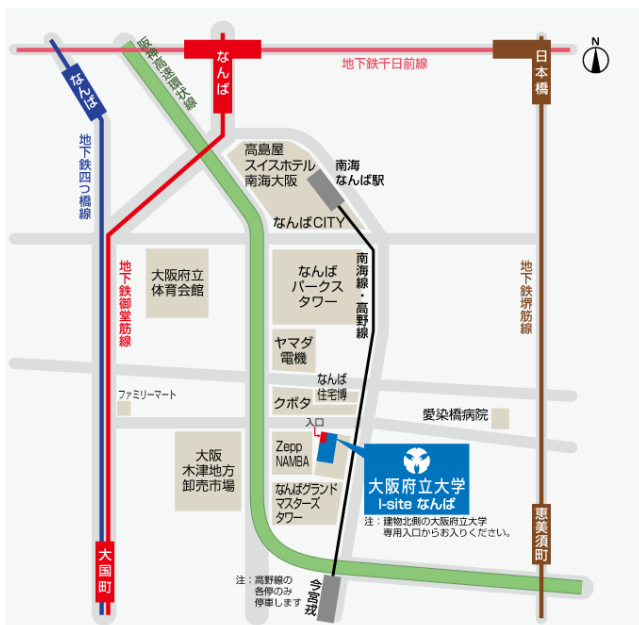 N
なんば
なんば
日本橋
地下鉄千日前線
阪神高速環状線
地下鉄四つ橋線
高島屋
スイスホテル
南海大阪
南海
なんば駅
なんばCITY
大阪府立
体育会館
なんば
パークス
タワー
南海線・高野線
地下鉄御堂筋線
地下鉄堺筋線
ヤマダ
電機
なんば
住宅博
ファミリーマート
クボタ
愛染橋病院
入口
大阪
木津地方
卸売市場
Zepp
NAMBA
大阪府立大学
I-site なんば
なんばグランド
マスターズ
タワー
注：建物北側の大阪府立大学
専用入口からお入りください。
恵美須町
大国町
注：高野線の
各停のみ
停車します
今宮戎